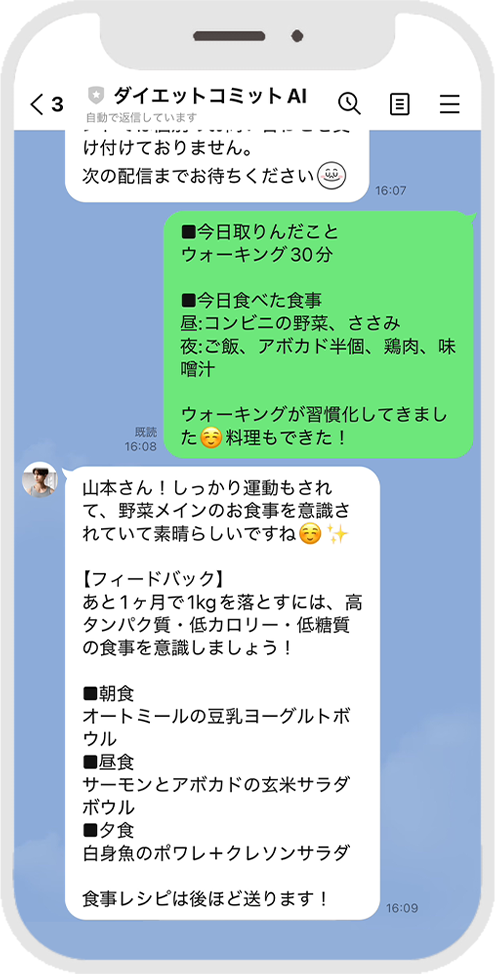 3
ダイエットコミットAI
自動で返信しています
け付けておりません。
次の配信までお待ちください
16:07
■今日取りんだこと
ウォーキング30分
■今日食べた食事
昼:コンビニの野菜、ささみ
夜:ご飯、アボカド半個、鶏肉、味
噌汁
ウォーキングが習慣化してきまし
た☺️料理もできた！
既読
16:08
山本さん！しっかり運動もされ
て、野菜メインのお食事を意識さ
れていて素晴らしいですね☺️✨
【フィードバック】
あと1ヶ月で1kgを落とすには、高
タンパク質・低カロリー・低糖質
の食事を意識しましょう！
■朝食
オートミールの豆乳ヨーグルトボ
ウル
■昼食
サーモンとアボカドの玄米サラダ
ボウル
■夕食
白身魚のポワレ＋クレソンサラダ
食事レシピは後ほど送ります！
16:09